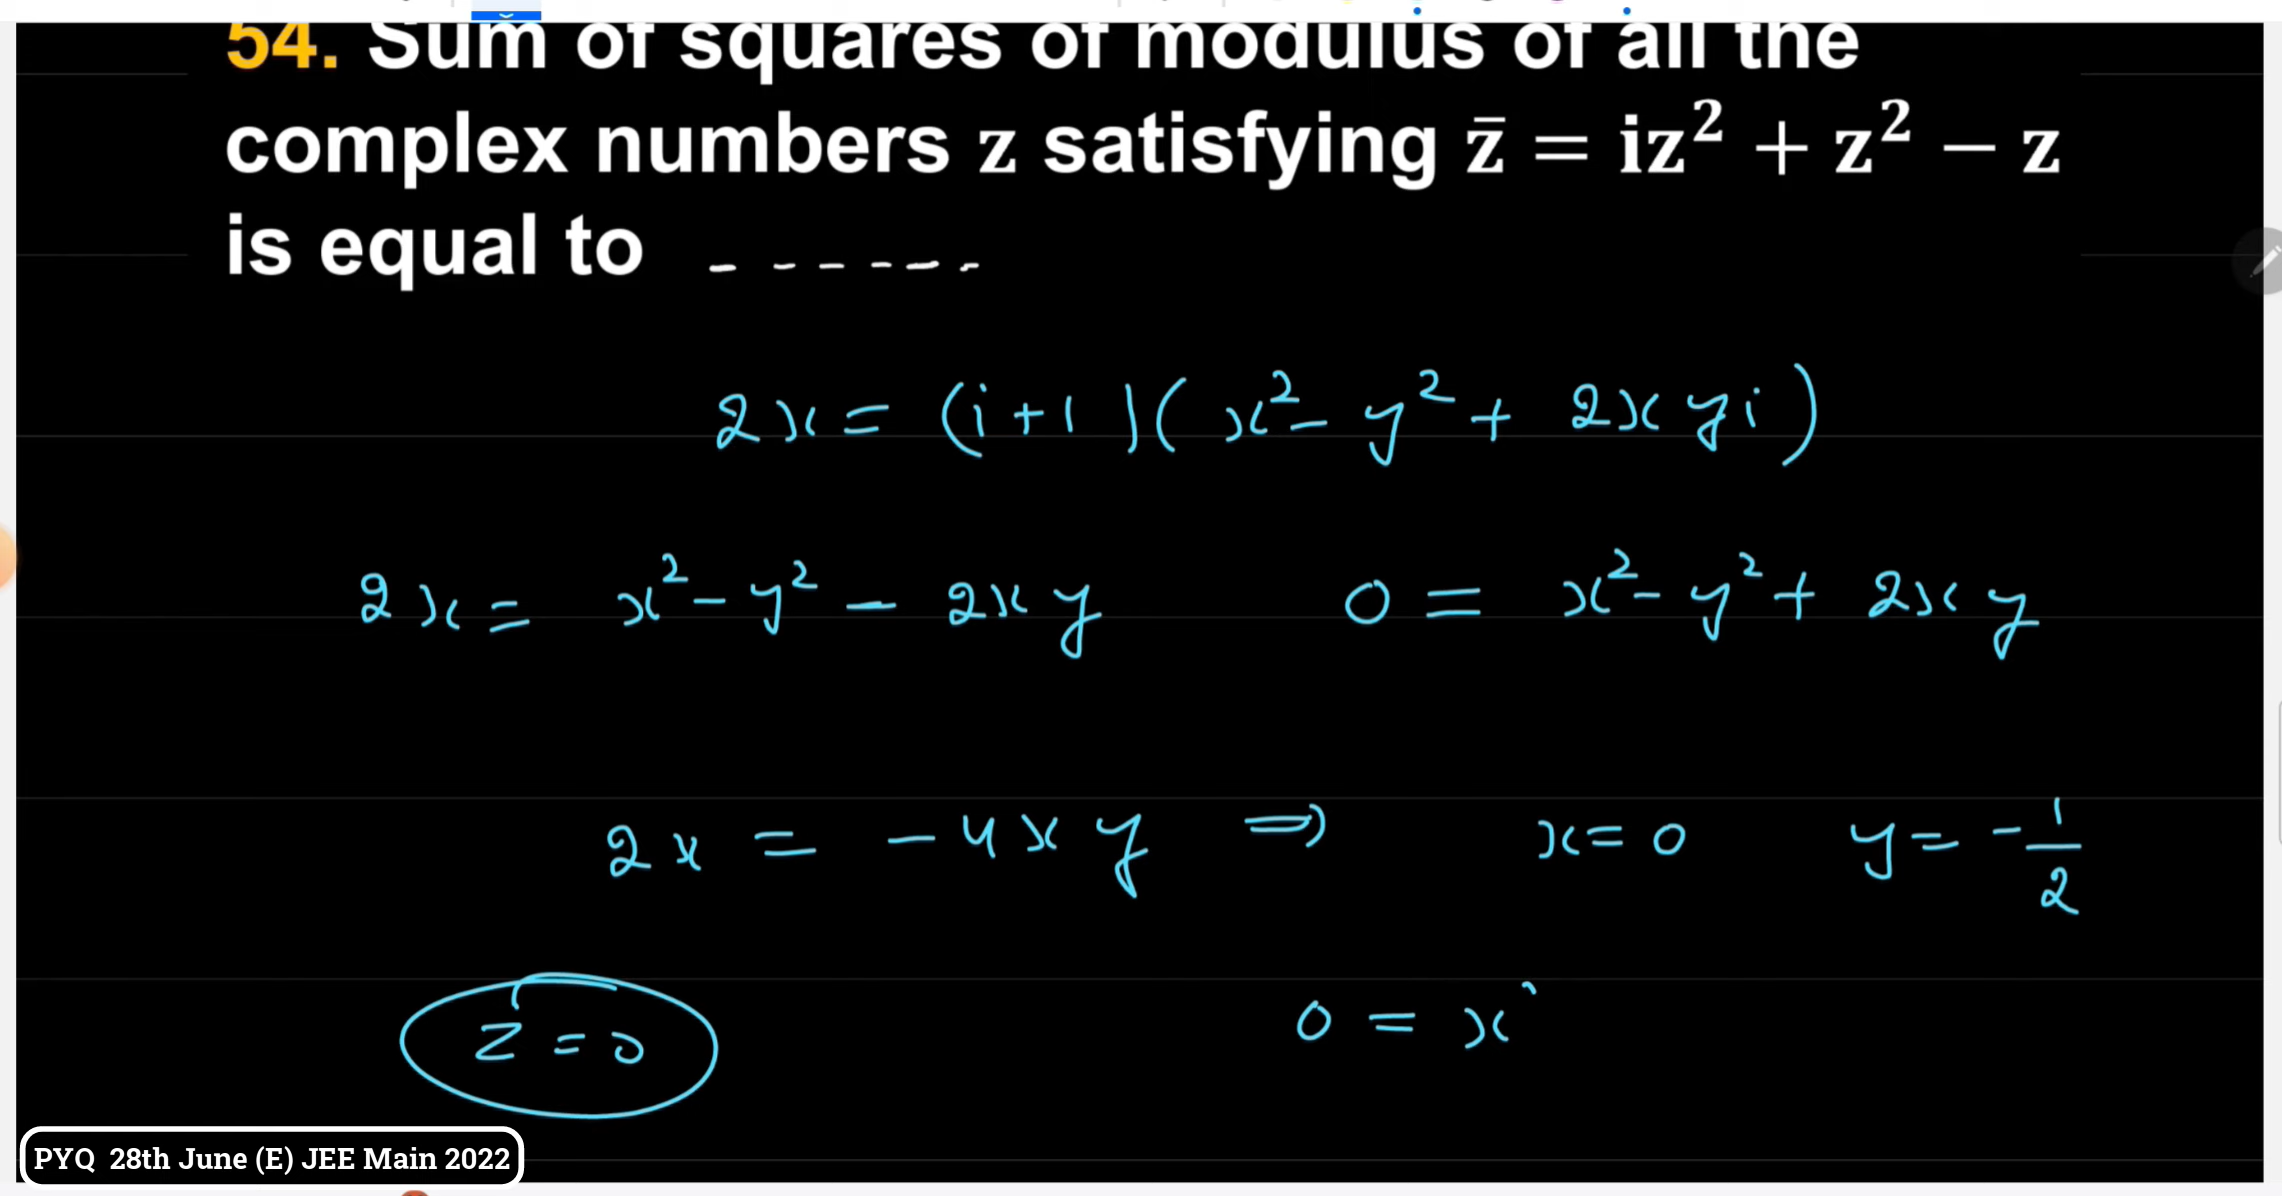 54. Sum of squares of modulus of all the
complex numbers z satisfying z̄ = iz² + z² − z
is equal to ------
2x = (i+1)(x² − y² + 2xyi)
2x = x² − y² − 2xy 0 = x² − y² + 2xy
2x = −4xy ⇒ x = 0 y = −1/2
z = 0 0 = x
PYQ 28th June (E) JEE Main 2022